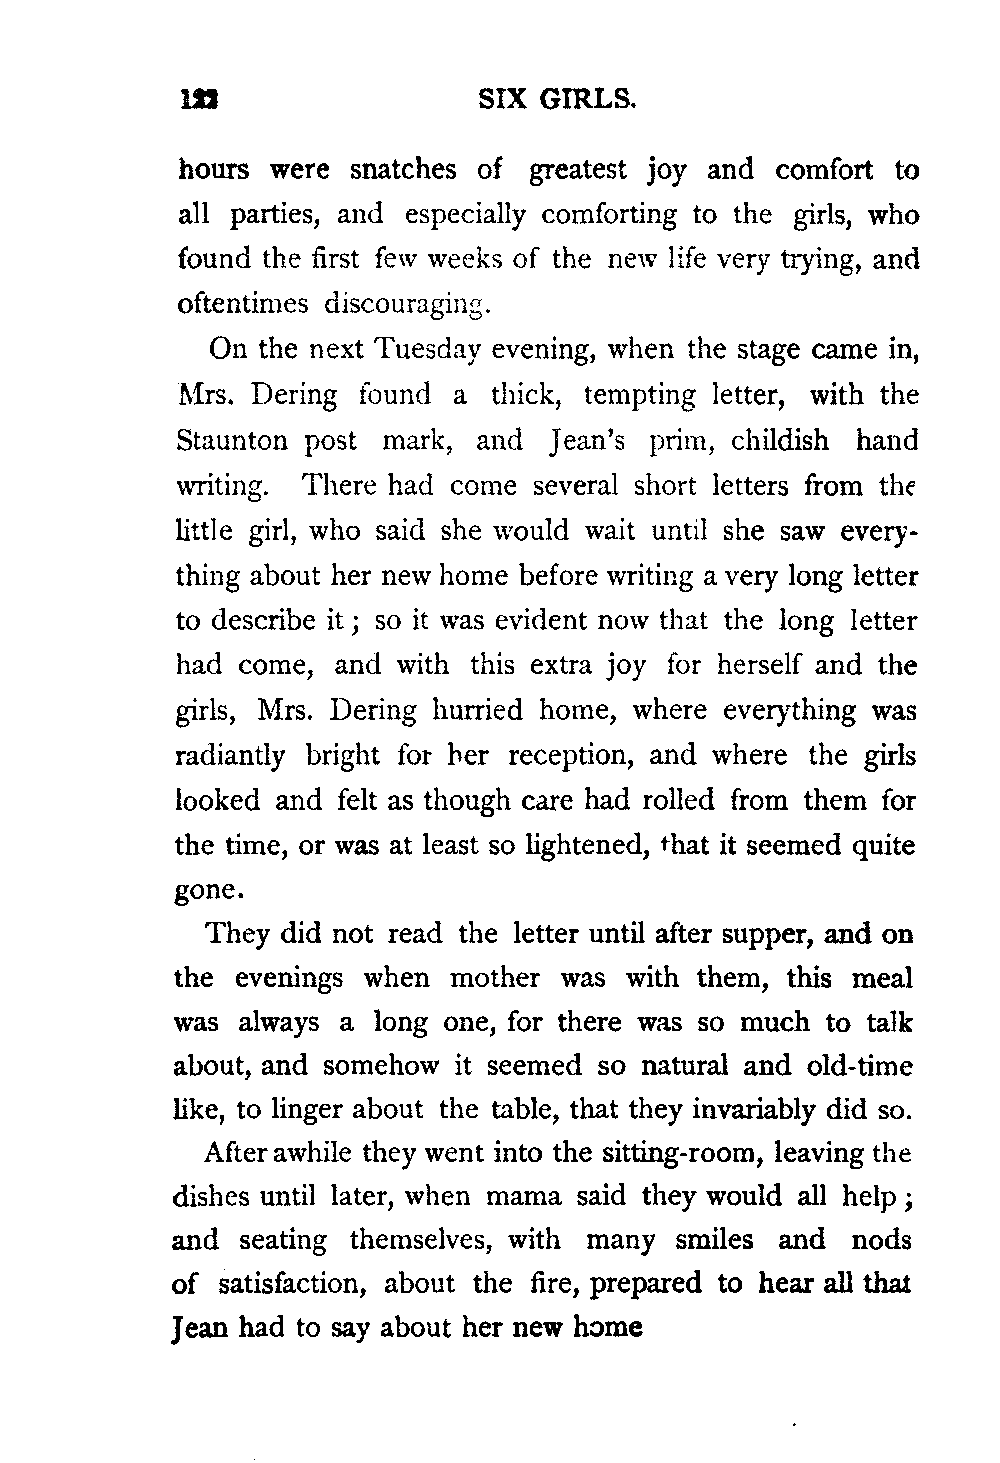 122 SIX GIRLS.
hours were snatches of greatest joy and comfort to
all parties, and especially comforting to the girls, who
found the first few weeks of the new life very trying, and
oftentimes discouraging.
On the next Tuesday evening, when the stage came in,
Mrs. Dering found a thick, tempting letter, with the
Staunton post mark, and Jean's prim, childish hand
writing. There had come several short letters from the
little girl, who said she would wait until she saw every-
thing about her new home before writing a very long letter
to describe it; so it was evident now that the long letter
had come, and with this extra joy for herself and the
girls, Mrs. Dering hurried home, where everything was
radiantly bright for her reception, and where the girls
looked and felt as though care had rolled from them for
the time, or was at least so lightened, that it seemed quite
gone.
They did not read the letter until after supper, and on
the evenings when mother was with them, this meal
was always a long one, for there was so much to talk
about, and somehow it seemed so natural and old-time
like, to linger about the table, that they invariably did so.
After awhile they went into the sitting-room, leaving the
dishes until later, when mama said they would all help;
and seating themselves, with many smiles and nods
of satisfaction, about the fire, prepared to hear all that
Jean had to say about her new home